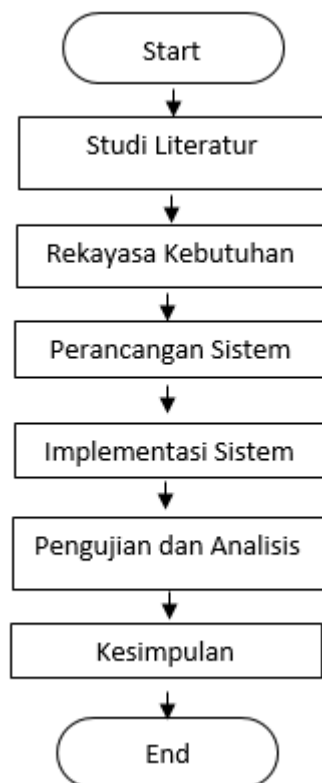 Start
Studi Literatur
Rekayasa Kebutuhan
Perancangan Sistem
Implementasi Sistem
Pengujian dan Analisis
Kesimpulan
End